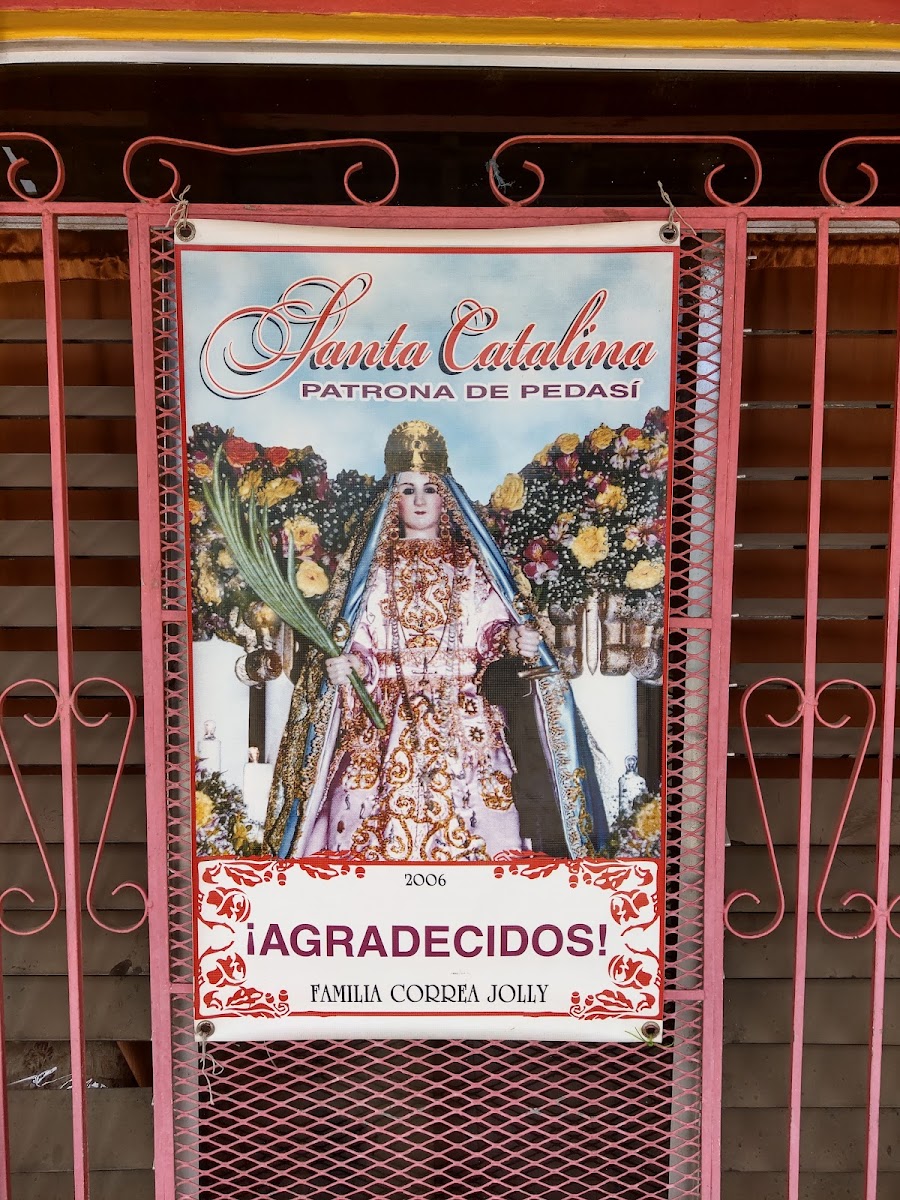 Santa Catalina
PATRONA DE PEDASÍ
2006
¡AGRADECIDOS!
FAMILIA CORREA JOLLY